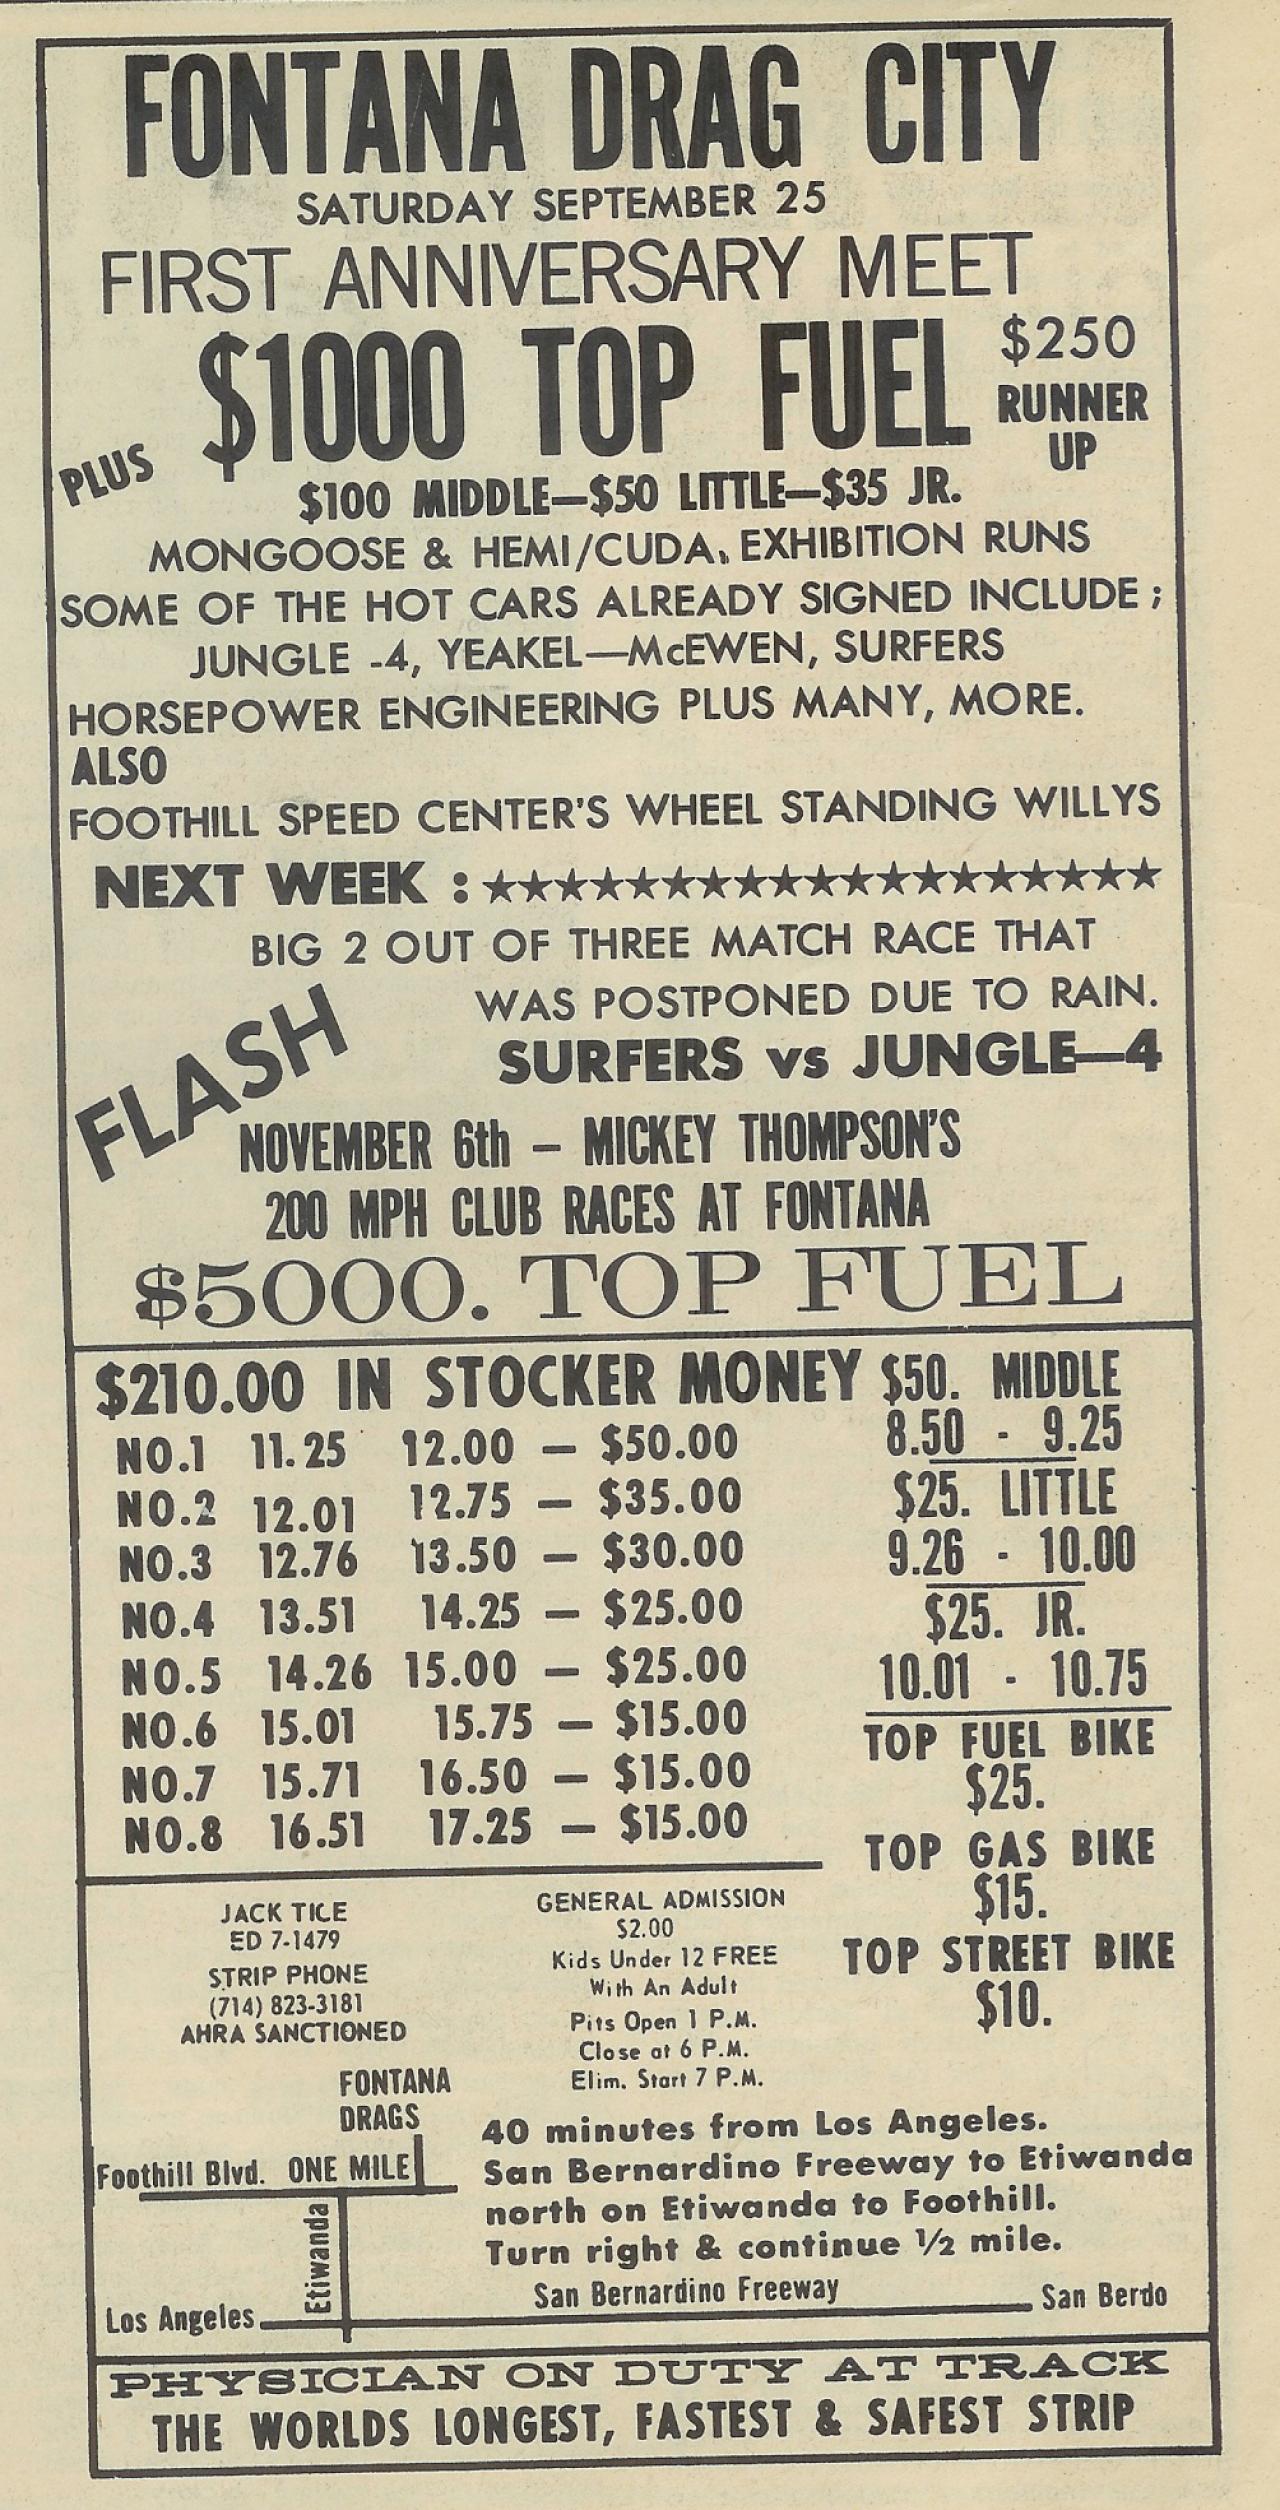 FONTANA DRAG CITY
SATURDAY SEPTEMBER 25
FIRST ANNIVERSARY MEET
$1000 TOP FUEL
$250
RUNNER
UP
PLUS
$100 MIDDLE—$50 LITTLE—$35 JR.
MONGOOSE & HEMI/CUDA, EXHIBITION RUNS
SOME OF THE HOT CARS ALREADY SIGNED INCLUDE ;
JUNGLE -4, YEAKEL—McEWEN, SURFERS
HORSEPOWER ENGINEERING PLUS MANY, MORE.
ALSO
FOOTHILL SPEED CENTER'S WHEEL STANDING WILLYS
NEXT WEEK : ★★★★★★★★★★★★★★★★★★★
BIG 2 OUT OF THREE MATCH RACE THAT
WAS POSTPONED DUE TO RAIN.
SURFERS vs JUNGLE—4
FLASH
NOVEMBER 6th – MICKEY THOMPSON'S
200 MPH CLUB RACES AT FONTANA
$5000. TOP FUEL
$210.00 IN STOCKER MONEY
NO.1 11.25 12.00 — $50.00
NO.2 12.01 12.75 — $35.00
NO.3 12.76 13.50 — $30.00
NO.4 13.51 14.25 — $25.00
NO.5 14.26 15.00 — $25.00
NO.6 15.01 15.75 — $15.00
NO.7 15.71 16.50 — $15.00
NO.8 16.51 17.25 — $15.00
$50. MIDDLE
8.50 - 9.25
$25. LITTLE
9.26 - 10.00
$25. JR.
10.01 - 10.75
TOP FUEL BIKE
$25.
TOP GAS BIKE
$15.
TOP STREET BIKE
$10.
JACK TICE
ED 7-1479
STRIP PHONE
(714) 823-3181
AHRA SANCTIONED
GENERAL ADMISSION
$2.00
Kids Under 12 FREE
With An Adult
Pits Open 1 P.M.
Close at 6 P.M.
Elim. Start 7 P.M.
FONTANA
DRAGS
Foothill Blvd. ONE MILE
Etiwanda
Los Angeles
40 minutes from Los Angeles.
San Bernardino Freeway to Etiwanda
north on Etiwanda to Foothill.
Turn right & continue ½ mile.
San Bernardino Freeway
San Berdo
PHYSICIAN ON DUTY AT TRACK
THE WORLDS LONGEST, FASTEST & SAFEST STRIP